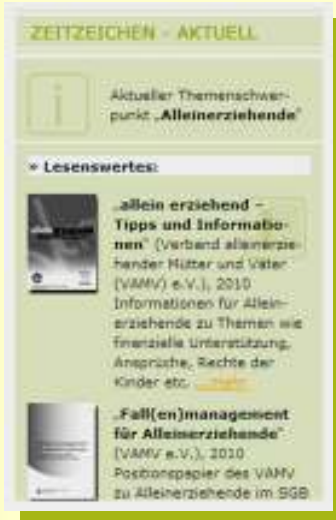 ZEITZEICHEN - AKTUELL
i
Aktueller Themenschwer-
punkt „Alleinerziehende"
» Lesenswertes:
„allein erziehend –
Tipps und Informatio-
nen" (Verband alleinerzie-
hender Mütter und Väter
(VAMV) e.V.), 2010
Informationen für Allein-
erziehende zu Themen wie
finanzielle Unterstützung,
Ansprüche, Rechte der
Kinder etc. ...mehr
„Fall(en)management
für Alleinerziehende"
(VAMV e.V.), 2010
Positionspapier des VAMV
zu Alleinerziehende im SGB